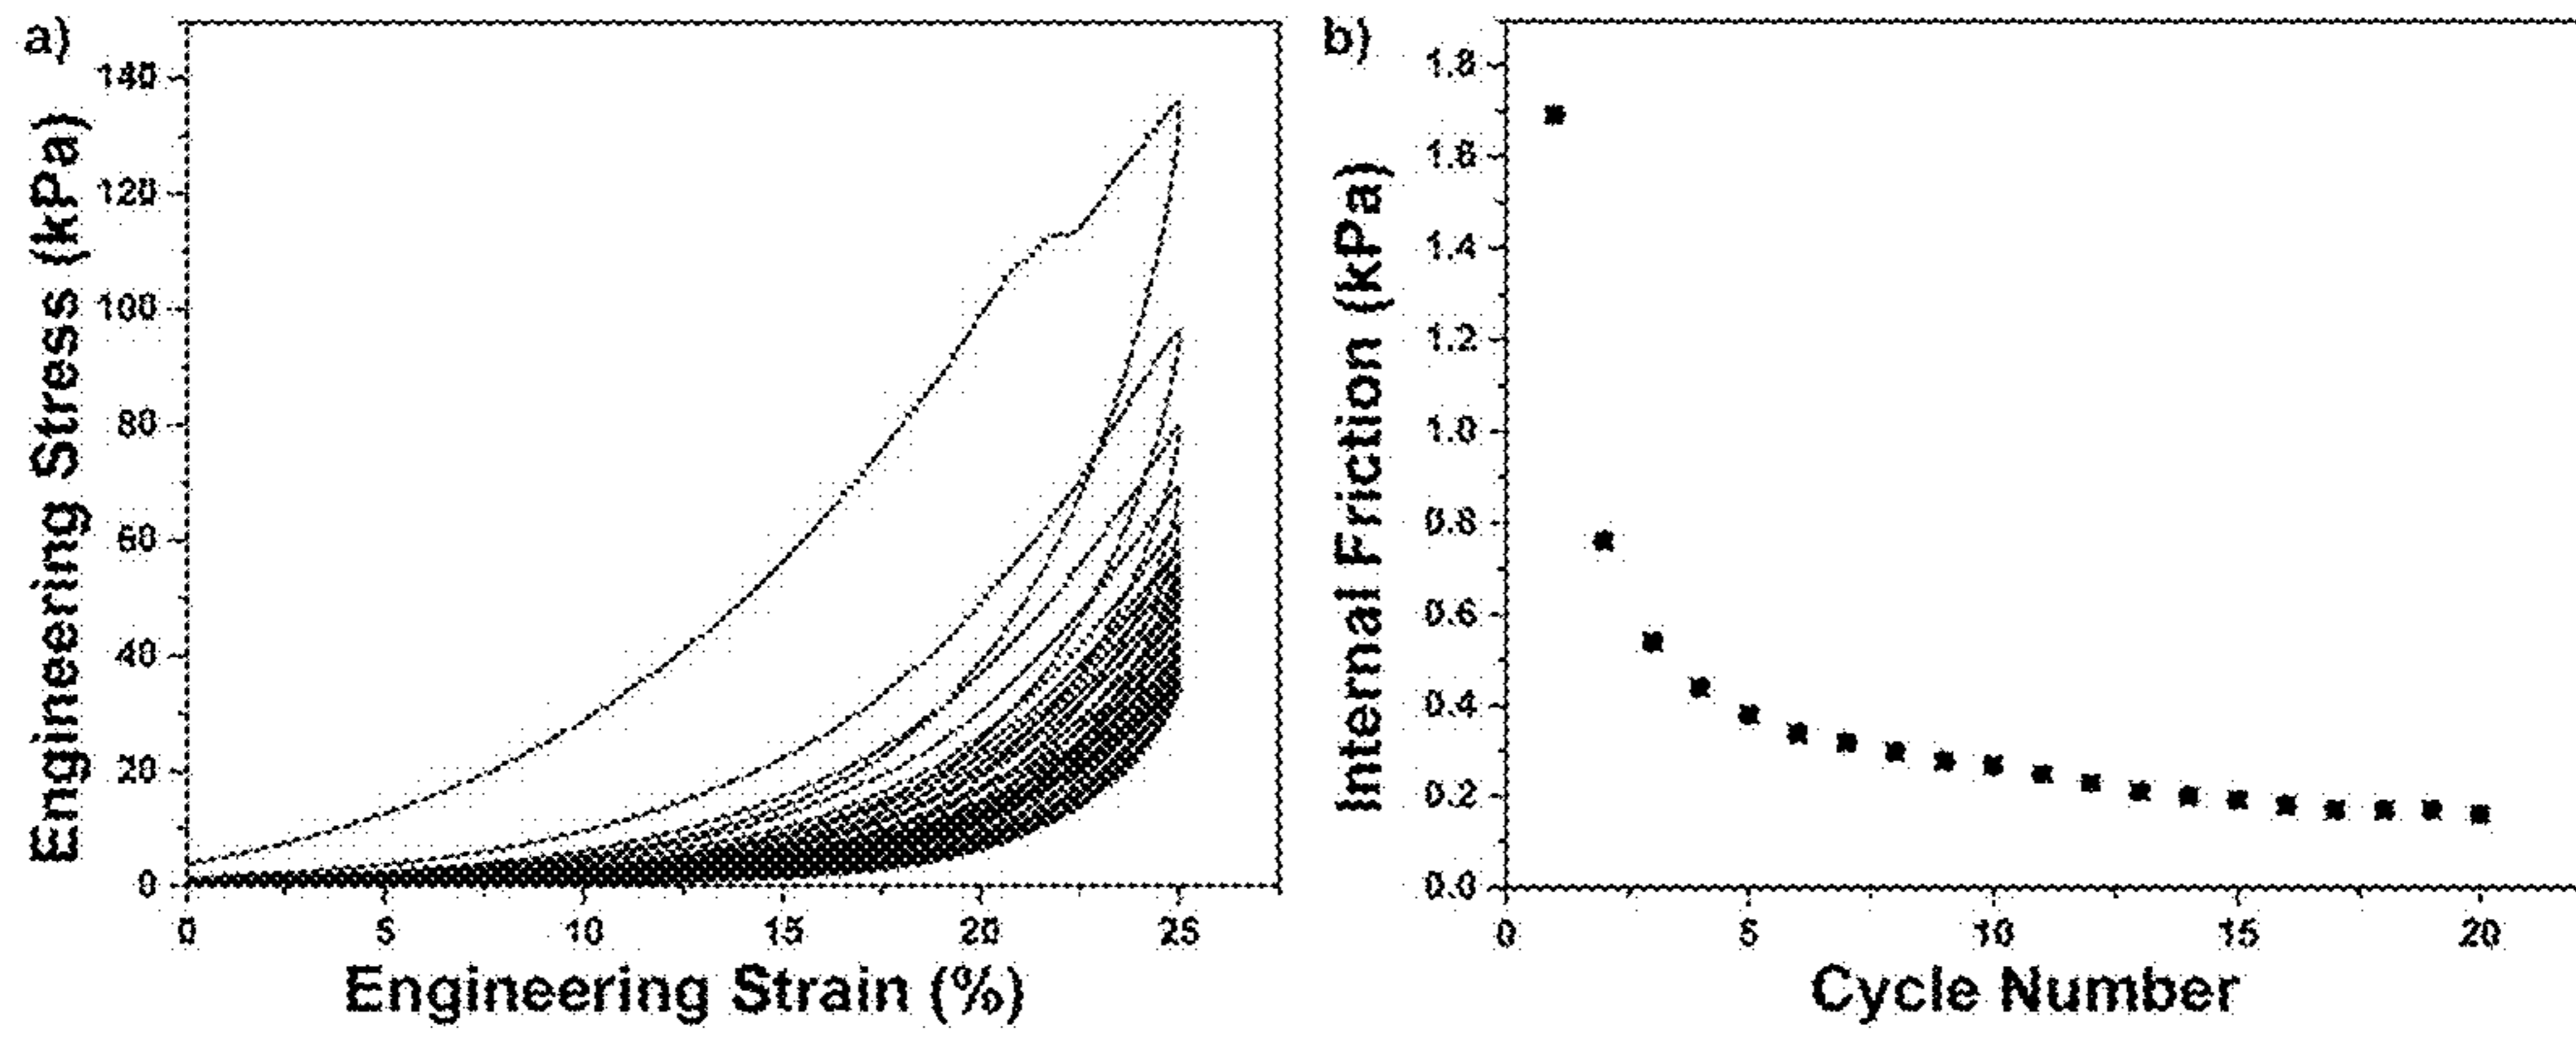 a)
Engineering Stress (kPa)
140
120
100
80
60
40
20
0
0 5 10 15 20 25
Engineering Strain (%)
b)
Internal Friction (kPa)
1.8
1.6
1.4
1.2
1.0
0.8
0.6
0.4
0.2
0.0
0 5 10 15 20
Cycle Number